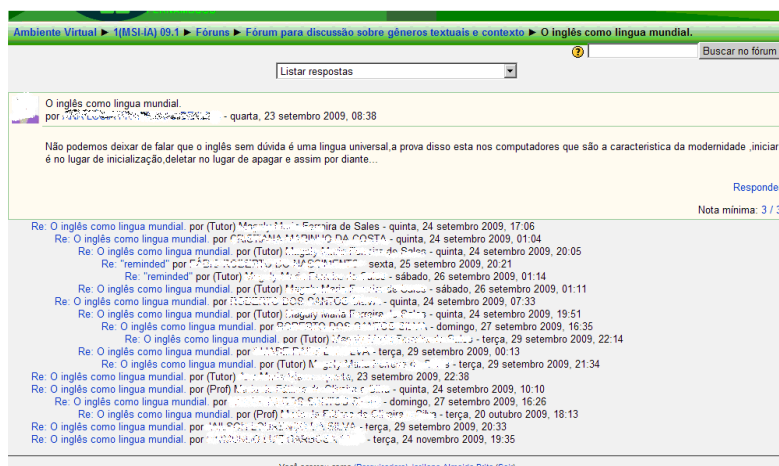 Ambiente Virtual ► 1(MSI-IA) 09.1 ► Fóruns ► Fórum para discussão sobre gêneros textuais e contexto ► O inglês como lingua mundial.
Buscar no fórum
Listar respostas
O inglês como lingua mundial.
por - quarta, 23 setembro 2009, 08:38
Não podemos deixar de falar que o inglês sem dúvida é uma lingua universal,a prova disso esta nos computadores que são a caracteristica da modernidade ,iniciar
é no lugar de inicialização,deletar no lugar de apagar e assim por diante...
Responde
Nota mínima: 3 / 3
Re: O inglês como lingua mundial. por (Tutor) de Sales - quinta, 24 setembro 2009, 17:06
Re: O inglês como lingua mundial. por DA COSTA - quinta, 24 setembro 2009, 01:04
Re: O inglês como lingua mundial. por (Tutor) - quinta, 24 setembro 2009, 20:05
Re: "reminded" por - sexta, 25 setembro 2009, 20:21
Re: "reminded" por (Tutor) - sábado, 26 setembro 2009, 01:14
Re: O inglês como lingua mundial. por (Tutor) - sábado, 26 setembro 2009, 01:11
Re: O inglês como lingua mundial. por - quinta, 24 setembro 2009, 07:33
Re: O inglês como lingua mundial. por (Tutor) - quinta, 24 setembro 2009, 19:51
Re: O inglês como lingua mundial. por - domingo, 27 setembro 2009, 16:35
Re: O inglês como lingua mundial. por (Tutor) - terça, 29 setembro 2009, 22:14
Re: O inglês como lingua mundial. por - terça, 29 setembro 2009, 00:13
Re: O inglês como lingua mundial. por (Tutor) - terça, 29 setembro 2009, 21:34
Re: O inglês como lingua mundial. por (Tutor) 23 setembro 2009, 22:38
Re: O inglês como lingua mundial. por (Prof) - quinta, 24 setembro 2009, 10:10
Re: O inglês como lingua mundial. por - domingo, 27 setembro 2009, 16:26
Re: O inglês como lingua mundial. por (Prof) - terça, 20 outubro 2009, 18:13
Re: O inglês como lingua mundial. por - terça, 29 setembro 2009, 20:33
Re: O inglês como lingua mundial. por - terça, 24 novembro 2009, 19:35